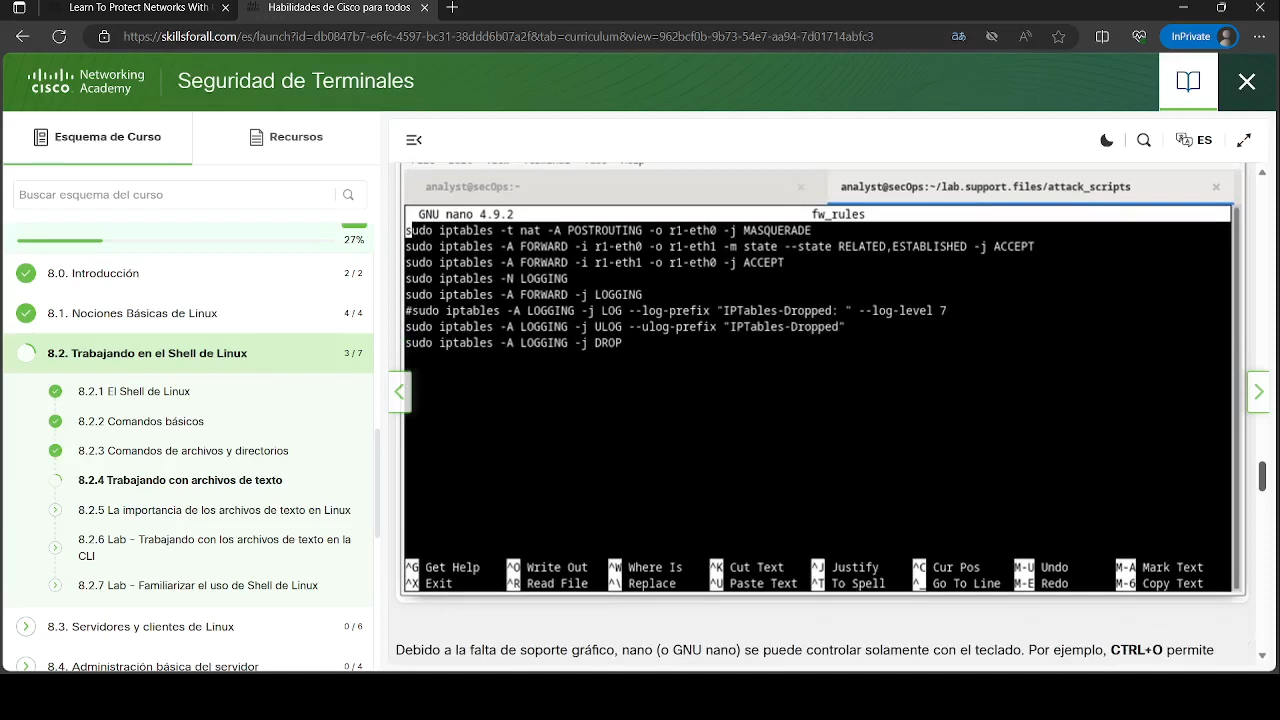 Learn To Protect Networks With
Habilidades de Cisco para todos
https://skillsforall.com/es/launch?id=db0847b7-e6fc-4597-bc31-38ddd6b07a2f&tab=curriculum&view=962bcf0b-9b73-54e7-aa94-7d01714abfc3
InPrivate
Networking
Academy
CISCO
Seguridad de Terminales
Esquema de Curso
Recursos
ES
Buscar esquema del curso
27%
8.0. Introducción 2 / 2
8.1. Nociones Básicas de Linux 4 / 4
8.2. Trabajando en el Shell de Linux 3 / 7
8.2.1 El Shell de Linux
8.2.2 Comandos básicos
8.2.3 Comandos de archivos y directorios
8.2.4 Trabajando con archivos de texto
8.2.5 La importancia de los archivos de texto en Linux
8.2.6 Lab - Trabajando con los archivos de texto en la
CLI
8.2.7 Lab - Familiarizar el uso de Shell de Linux
8.3. Servidores y clientes de Linux 0 / 6
8.4. Administración básica del servidor 0 / 4
analyst@secOps:~
analyst@secOps:~/lab.support.files/attack_scripts
GNU nano 4.9.2 fw_rules
sudo iptables -t nat -A POSTROUTING -o r1-eth0 -j MASQUERADE
sudo iptables -A FORWARD -i r1-eth0 -o r1-eth1 -m state --state RELATED,ESTABLISHED -j ACCEPT
sudo iptables -A FORWARD -i r1-eth1 -o r1-eth0 -j ACCEPT
sudo iptables -N LOGGING
sudo iptables -A FORWARD -j LOGGING
#sudo iptables -A LOGGING -j LOG --log-prefix "IPTables-Dropped: " --log-level 7
sudo iptables -A LOGGING -j ULOG --ulog-prefix "IPTables-Dropped"
sudo iptables -A LOGGING -j DROP
^G Get Help ^O Write Out ^W Where Is ^K Cut Text ^J Justify ^C Cur Pos M-U Undo M-A Mark Text
^X Exit ^R Read File ^\ Replace ^U Paste Text ^T To Spell ^_ Go To Line M-E Redo M-6 Copy Text
Debido a la falta de soporte gráfico, nano (o GNU nano) se puede controlar solamente con el teclado. Por ejemplo, CTRL+O permite